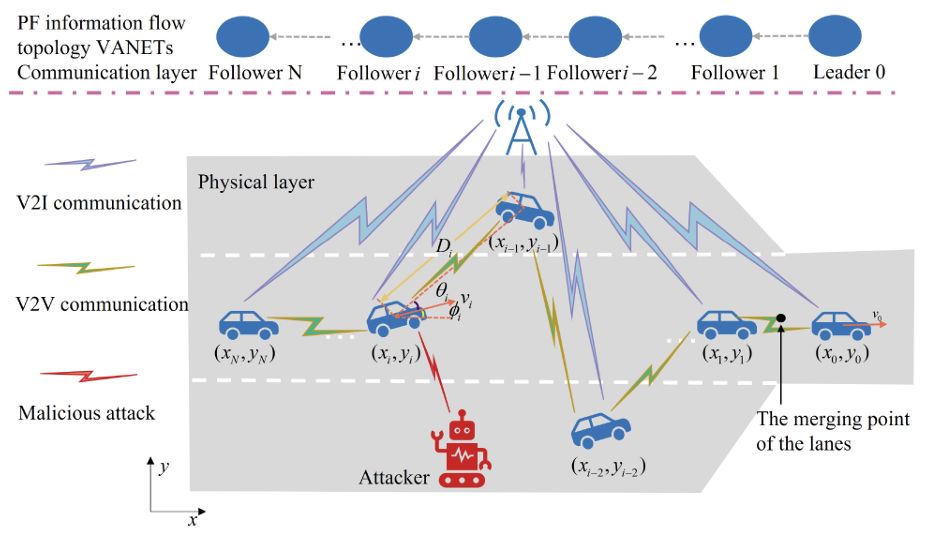 PF information flow
topology VANETs
Communication layer
Follower N
Follower i
Follower i−1
Follower i−2
Follower 1
Leader 0
...
...
V2I communication
Physical layer
(x_{i−1}, y_{i−1})
D_i
V2V communication
θ_i
v_i
ϕ_i
v_0
(x_N, y_N)
......
(x_i, y_i)
......
(x_1, y_1)
(x_0, y_0)
Malicious attack
The merging point
of the lanes
Attacker
(x_{i−2}, y_{i−2})
y
x